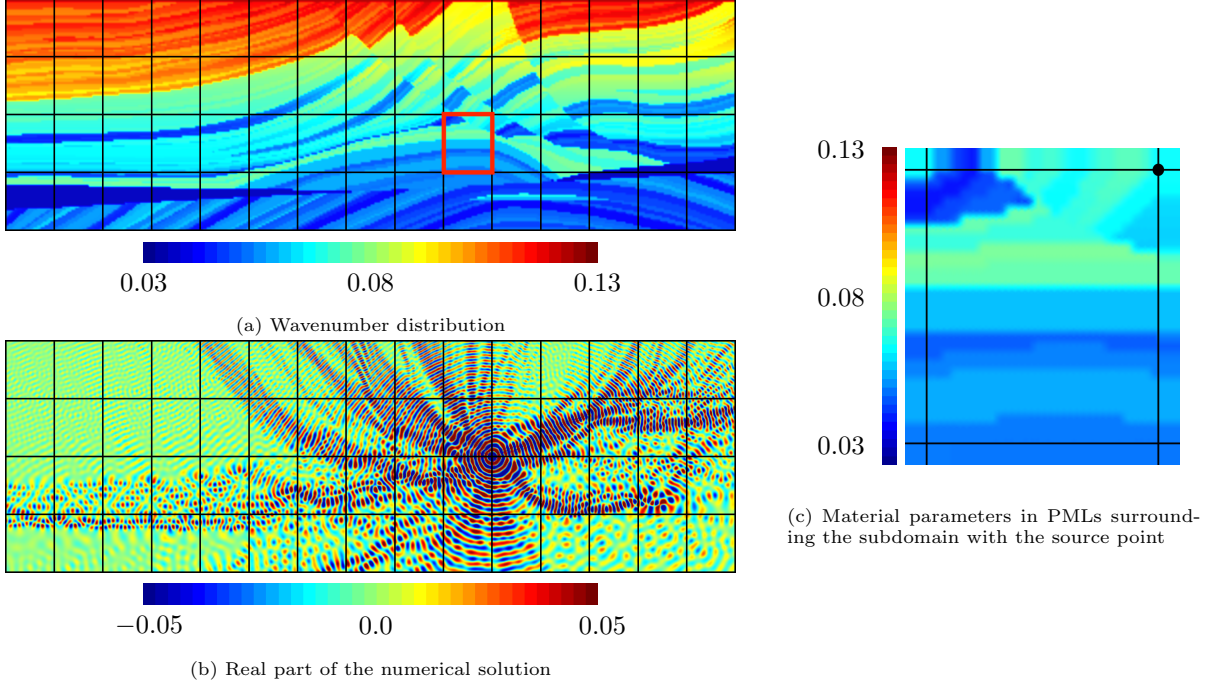 0.03 0.08 0.13
(a) Wavenumber distribution
−0.05 0.0 0.05
(b) Real part of the numerical solution
0.13
0.08
0.03
(c) Material parameters in PMLs surround-
ing the subdomain with the source point